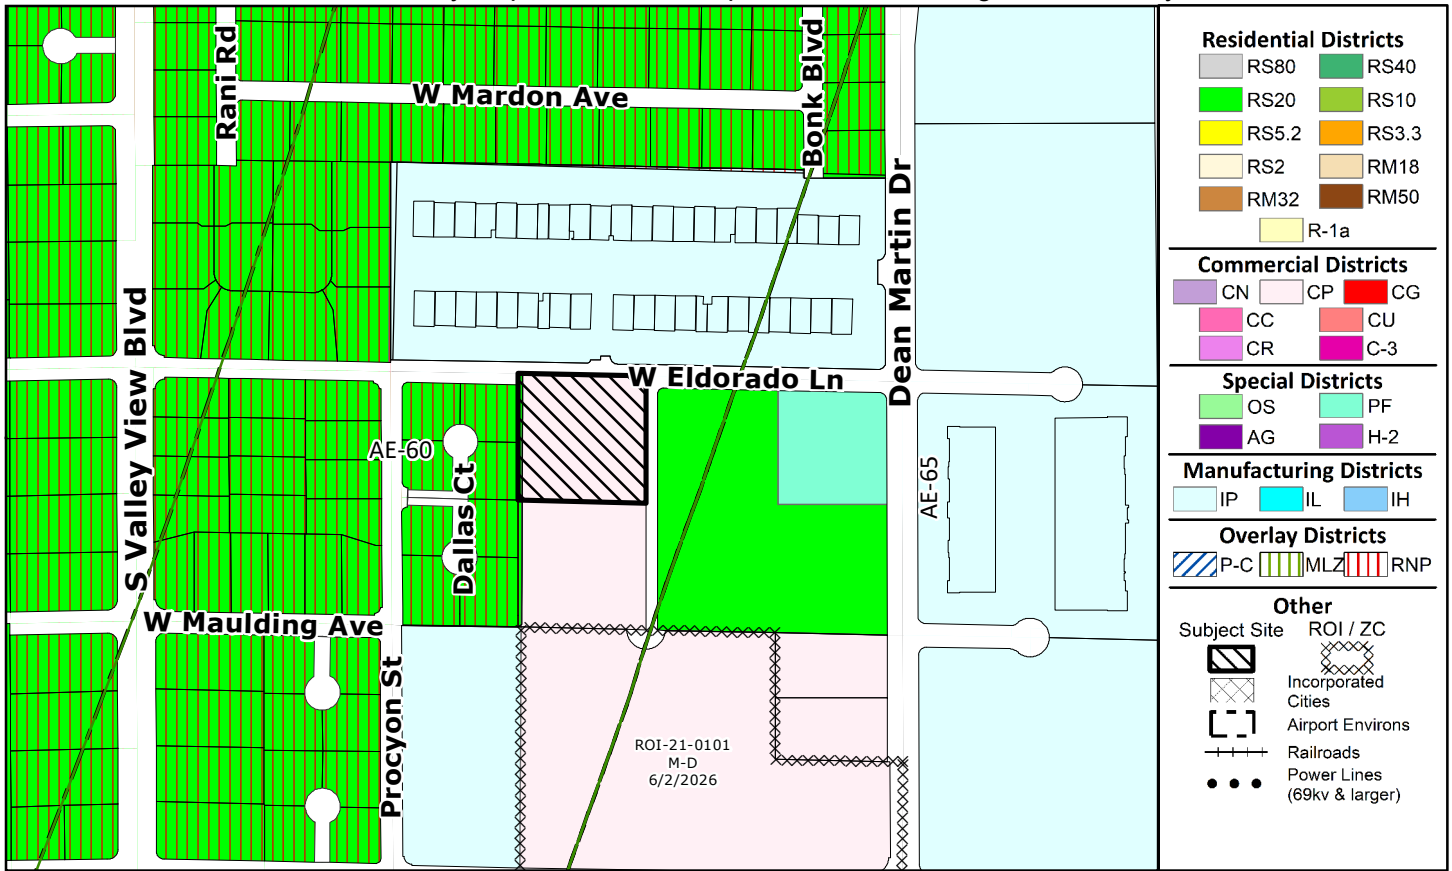 Rani Rd
W Mardon Ave
Bonk Blvd
Dean Martin Dr
S Valley View Blvd
W Eldorado Ln
AE-60
Dallas Ct
AE-65
W Maulding Ave
Procyon St
ROI-21-0101
M-D
6/2/2026
Residential Districts
RS80 RS40
RS20 RS10
RS5.2 RS3.3
RS2 RM18
RM32 RM50
R-1a
Commercial Districts
CN CP CG
CC CU
CR C-3
Special Districts
OS PF
AG H-2
Manufacturing Districts
IP IL IH
Overlay Districts
P-C MLZ RNP
Other
Subject Site ROI / ZC
Incorporated
Cities
Airport Environs
Railroads
Power Lines
(69kv & larger)